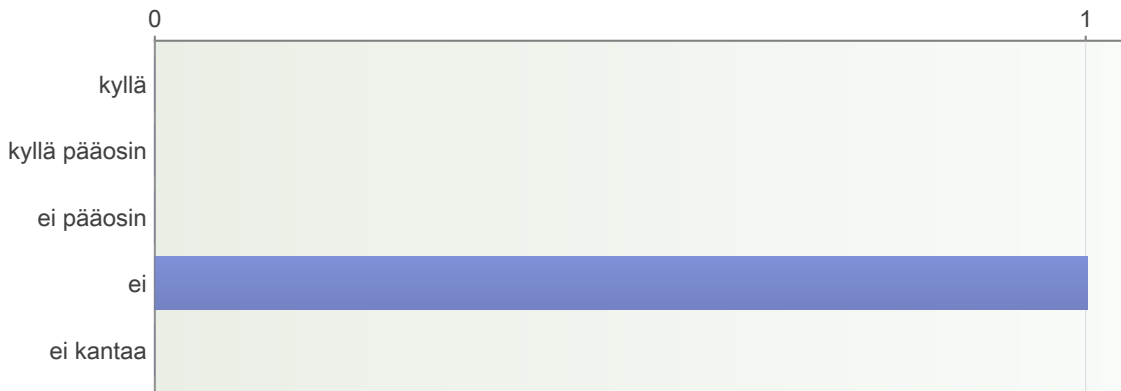 0 1
kyllä
kyllä pääosin
ei pääosin
ei
ei kantaa